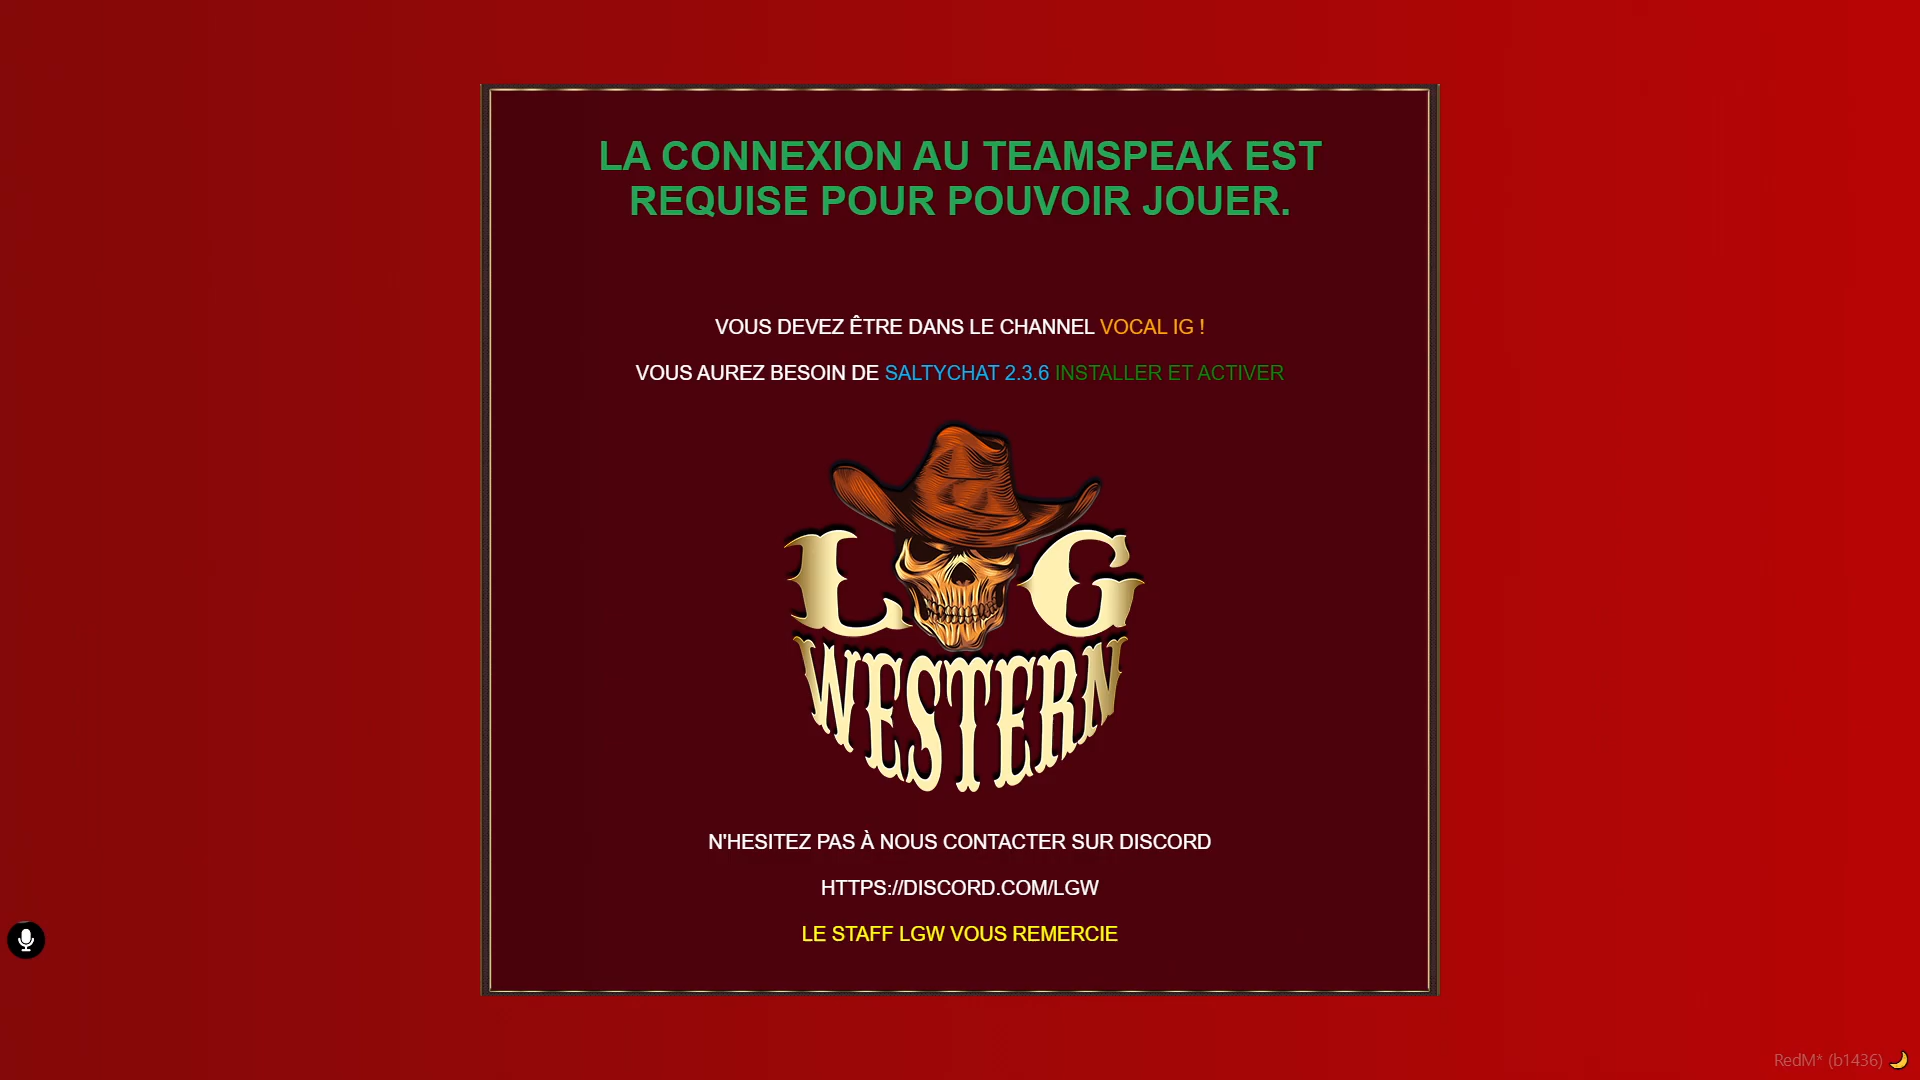 LA CONNEXION AU TEAMSPEAK EST
REQUISE POUR POUVOIR JOUER.
VOUS DEVEZ ÊTRE DANS LE CHANNEL VOCAL IG !
VOUS AUREZ BESOIN DE SALTYCHAT 2.3.6 INSTALLER ET ACTIVER
L G
WESTERN
N'HESITEZ PAS À NOUS CONTACTER SUR DISCORD
HTTPS://DISCORD.COM/LGW
LE STAFF LGW VOUS REMERCIE
RedM* (b1436)